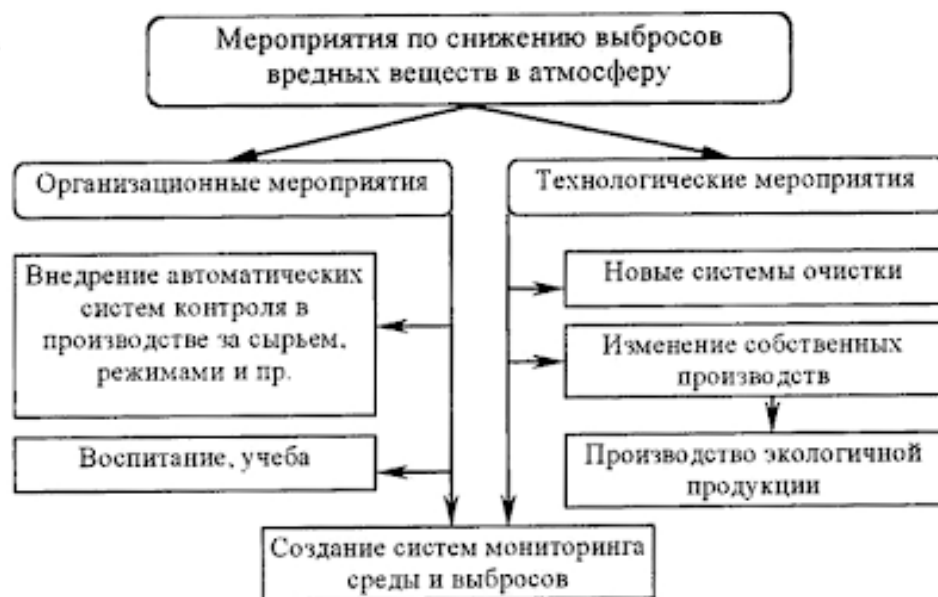 Мероприятия по снижению выбросов
вредных веществ в атмосферу
Организационные мероприятия
Технологические мероприятия
Внедрение автоматических
систем контроля в
производстве за сырьем,
режимами и пр.
Воспитание, учеба
Новые системы очистки
Изменение собственных
производств
Производство экологичной
продукции
Создание систем мониторинга
среды и выбросов